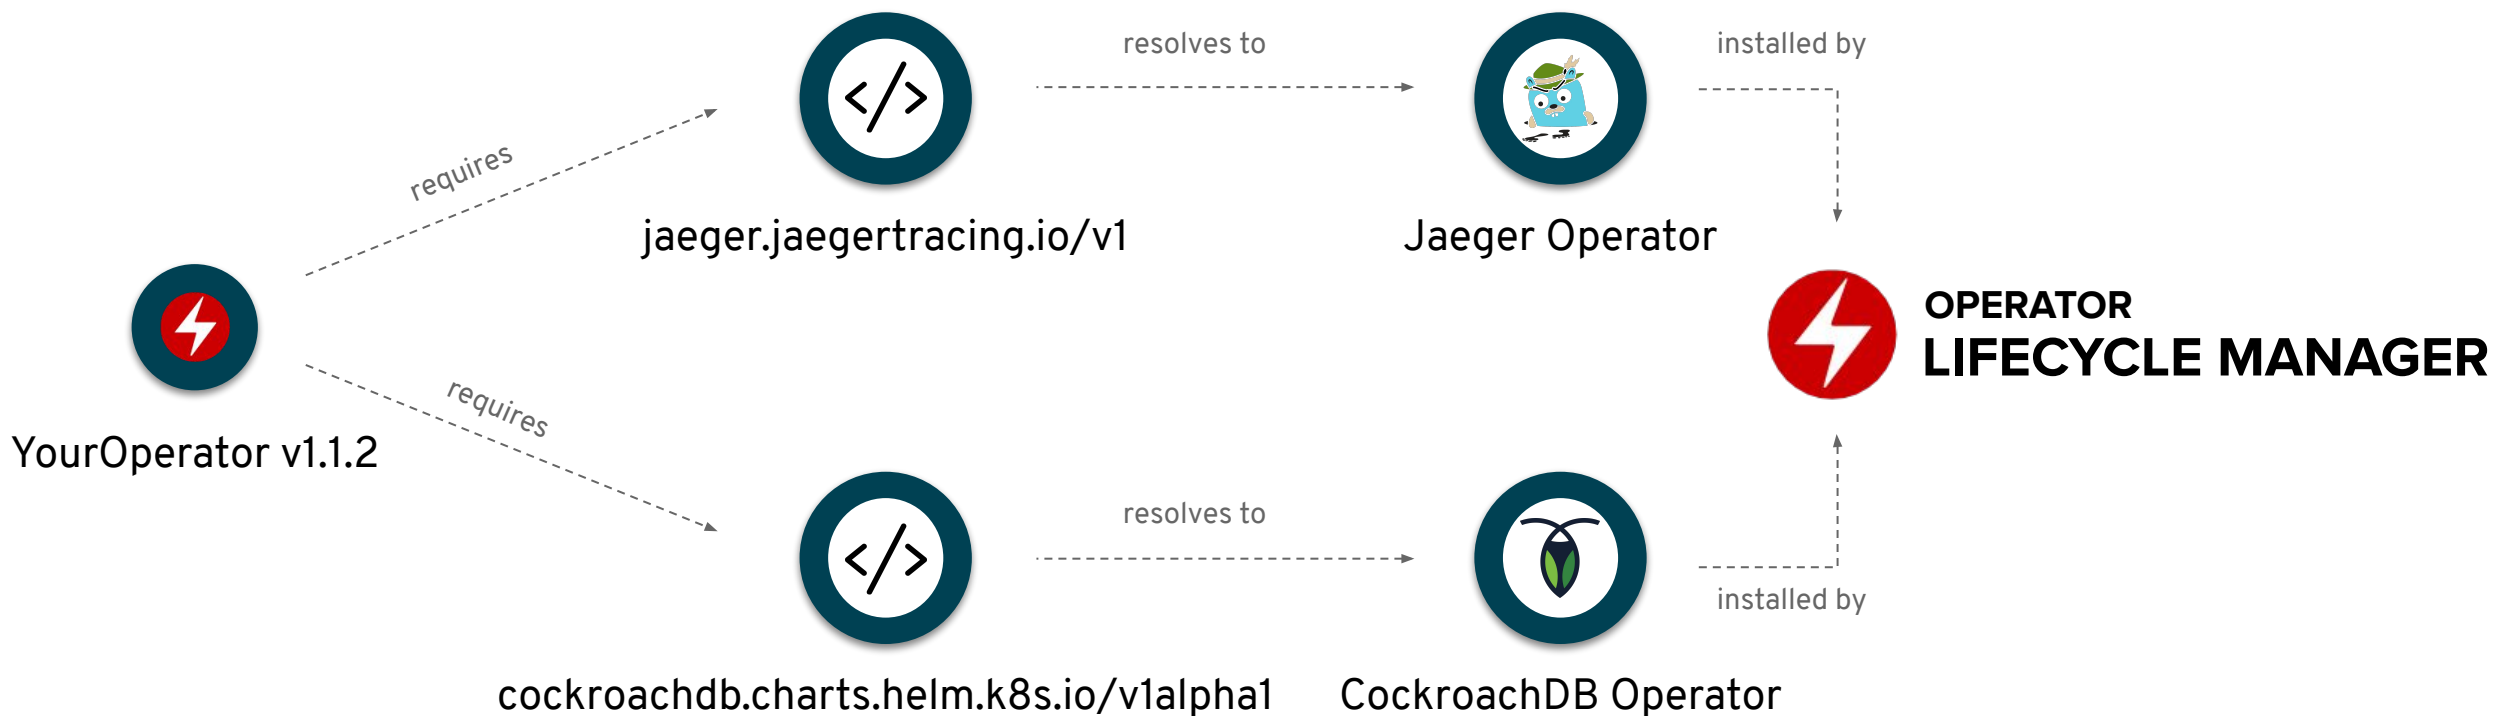 resolves to
installed by
requires
jaeger.jaegertracing.io/v1
Jaeger Operator
OPERATOR
LIFECYCLE MANAGER
requires
YourOperator v1.1.2
resolves to
installed by
cockroachdb.charts.helm.k8s.io/v1alpha1
CockroachDB Operator